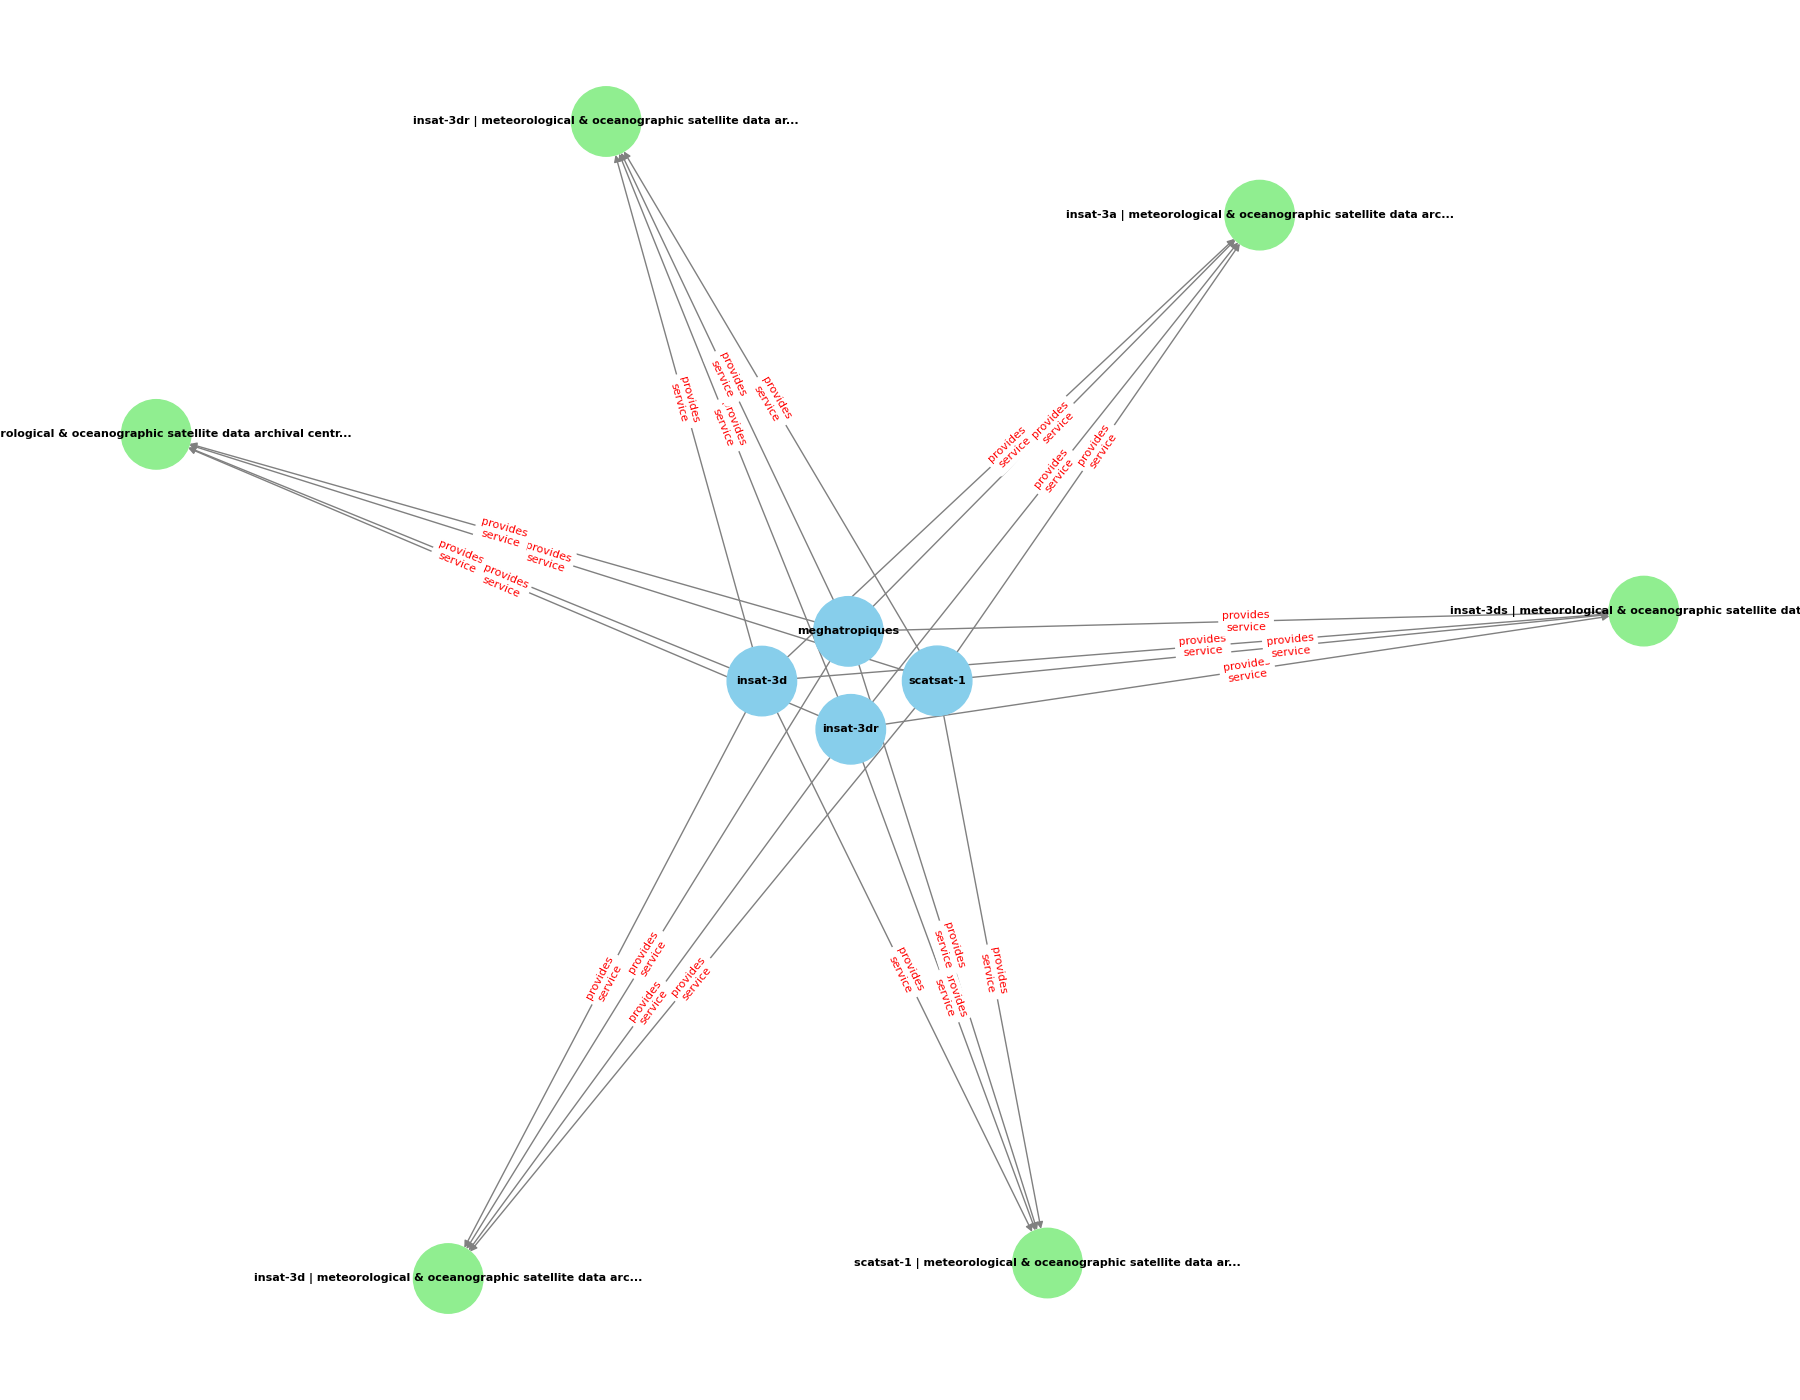 insat-3dr | meteorological & oceanographic satellite data ar...
insat-3a | meteorological & oceanographic satellite data arc...
provides
service
provides
service
provides
service
provides
service
provides
service
provides
service
provides
service
provides
service
rological & oceanographic satellite data archival centr...
provides
service
provides
service
provides
service
provides
service
insat-3ds | meteorological & oceanographic satellite dat
provides
service
provides
service
provides
service
provides
service
meghatropiques
insat-3d
scatsat-1
insat-3dr
provides
service
provides
service
provides
service
provides
service
provides
service
provides
service
provides
service
provides
service
scatsat-1 | meteorological & oceanographic satellite data ar...
insat-3d | meteorological & oceanographic satellite data arc...